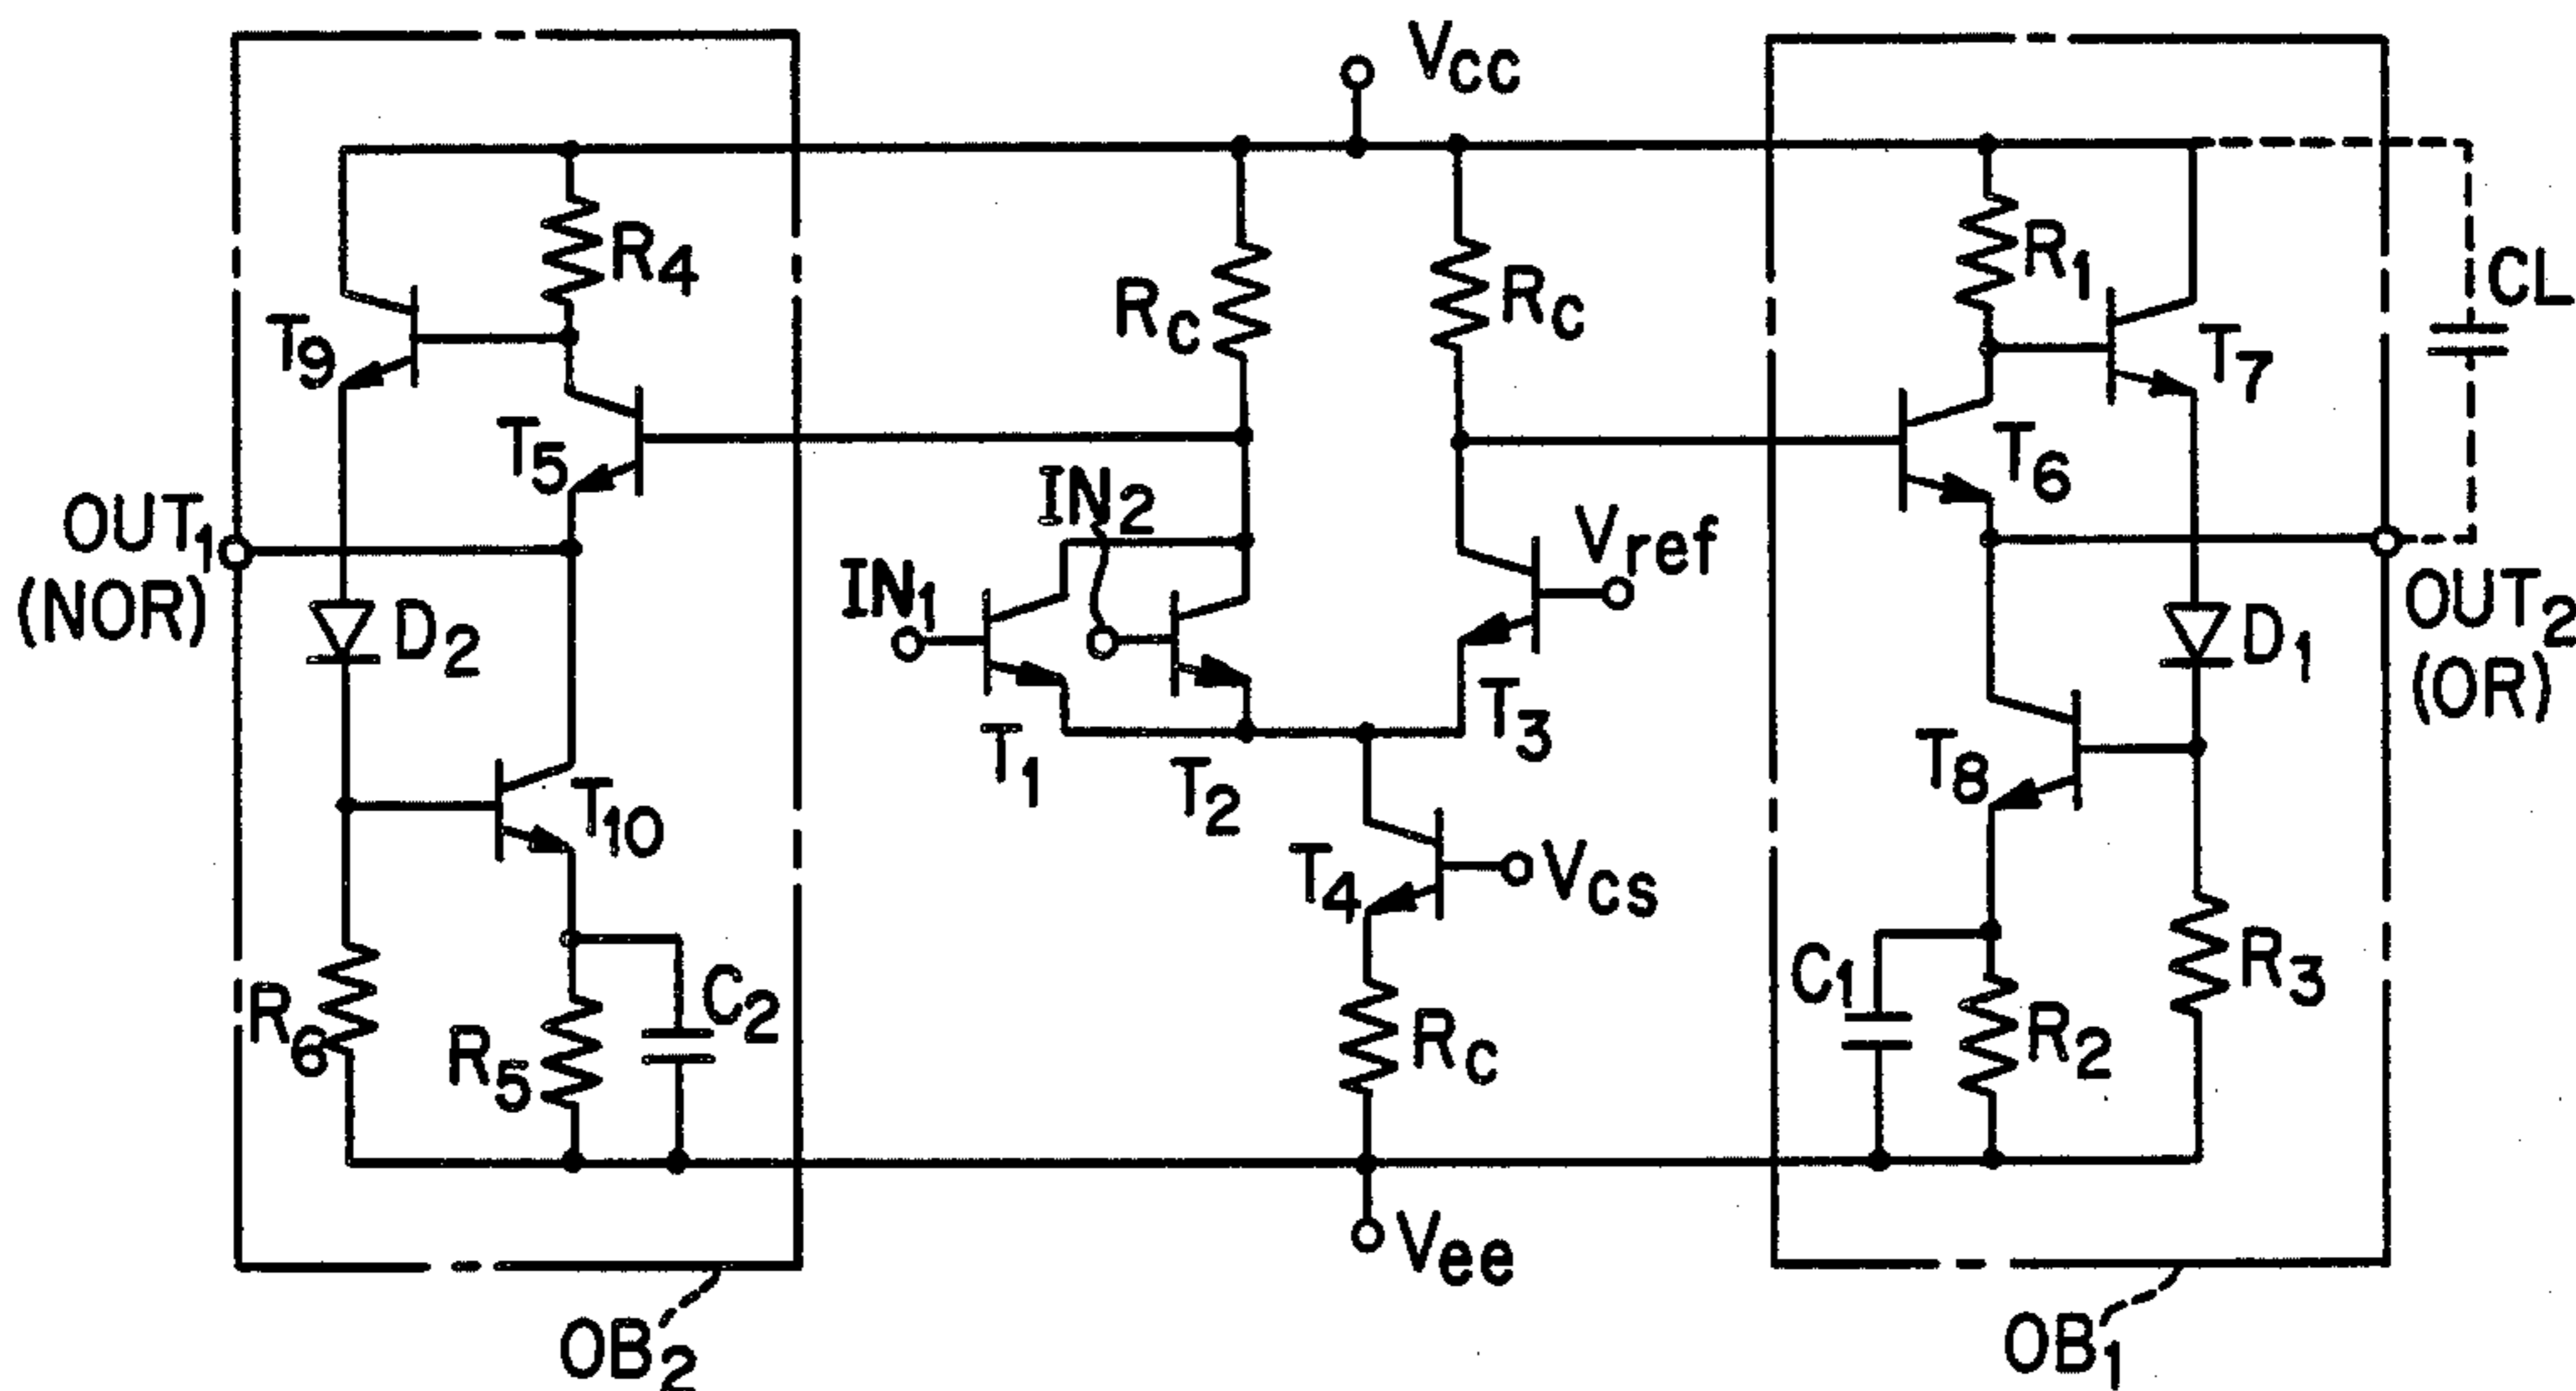 Vcc
R4
Rc
Rc
R1
CL
T9
T7
T5
T6
IN2
OUT1
(NOR)
Vref
IN1
D2
D1
OUT2
(OR)
T3
T1
T2
T8
T10
T4
Vcs
C1
R3
C2
R6
R5
Rc
R2
Vee
OB2
OB1